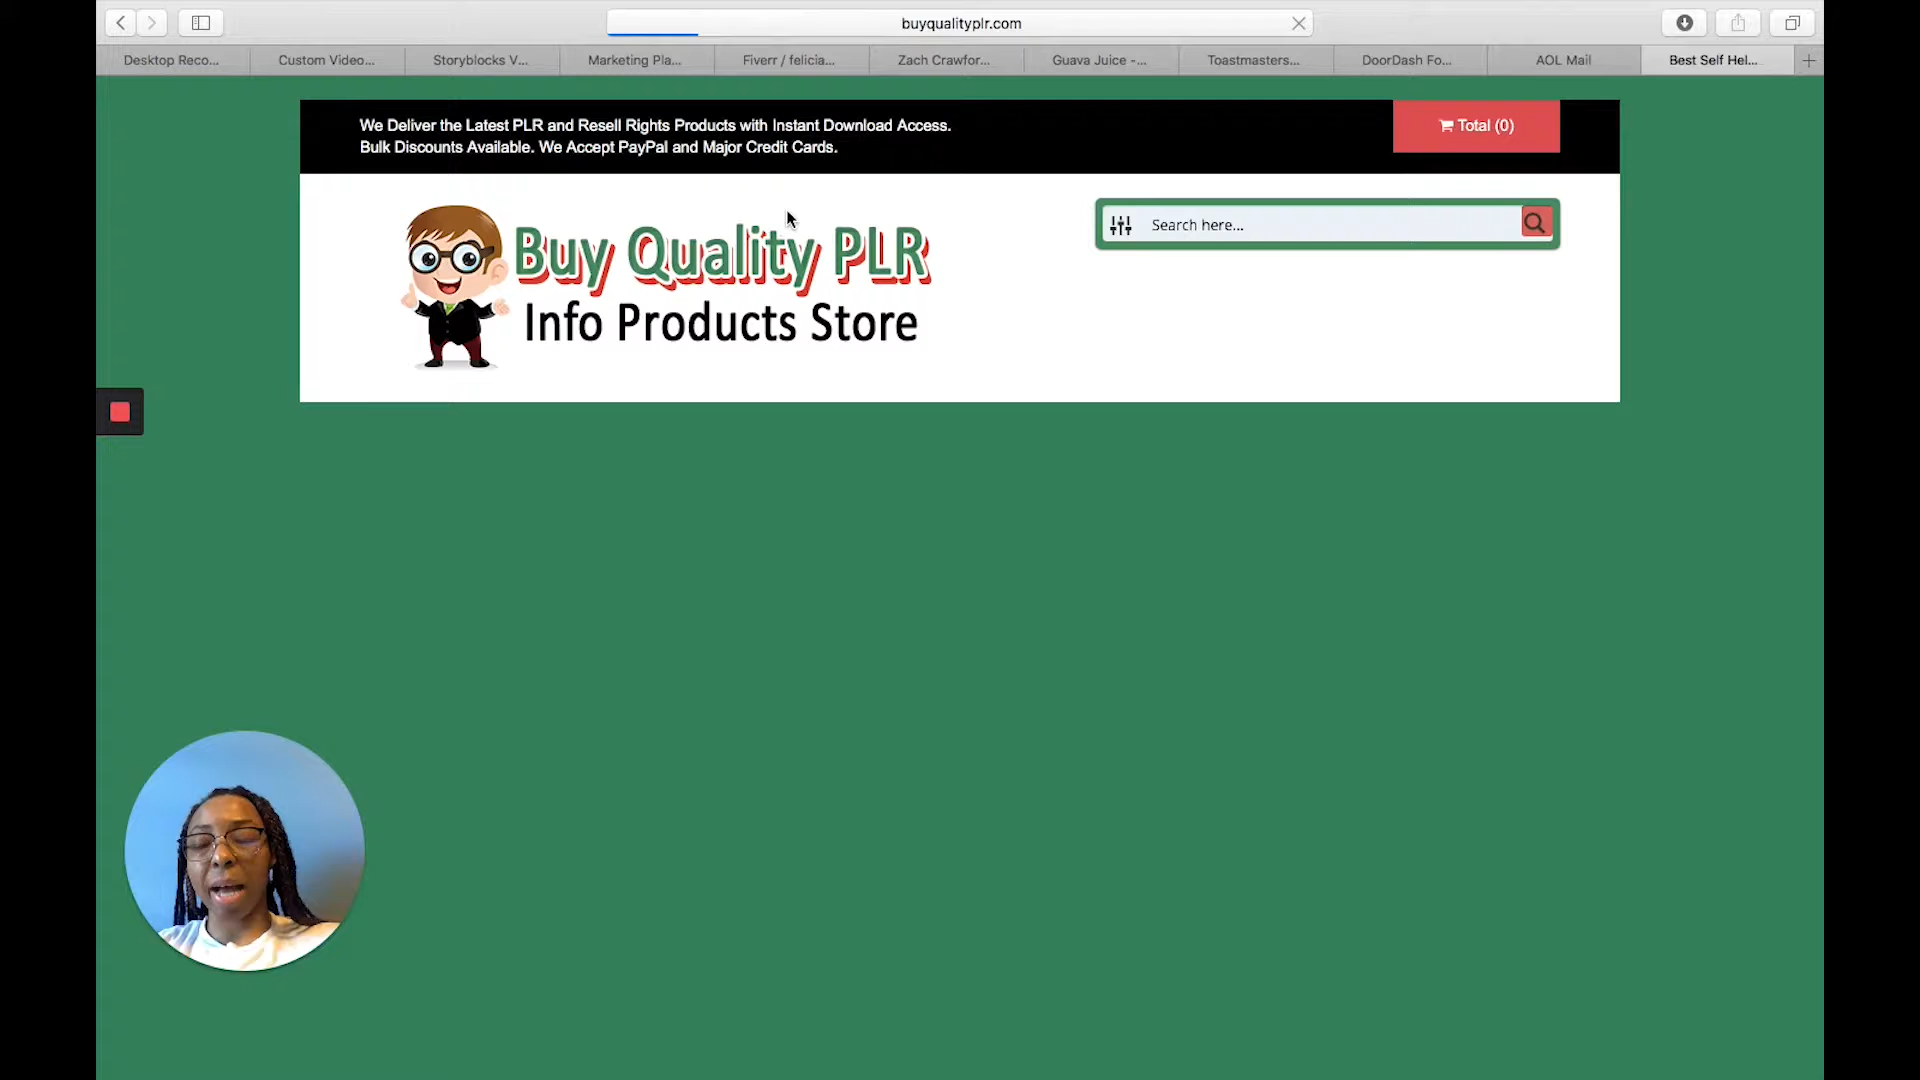 buyqualityplr.com
Desktop Reco...
Custom Video...
Storyblocks V...
Marketing Pla...
Fiverr / felicia...
Zach Crawfor...
Guava Juice -...
Toastmasters...
DoorDash Fo...
AOL Mail
Best Self Hel...
We Deliver the Latest PLR and Resell Rights Products with Instant Download Access.
Bulk Discounts Available. We Accept PayPal and Major Credit Cards.
Total (0)
Search here...
Buy Quality PLR
Info Products Store